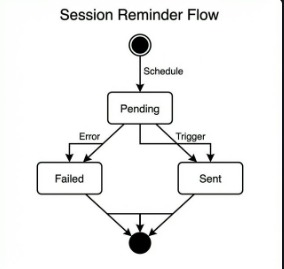 Session Reminder Flow
Schedule
Pending
Error
Trigger
Failed
Sent